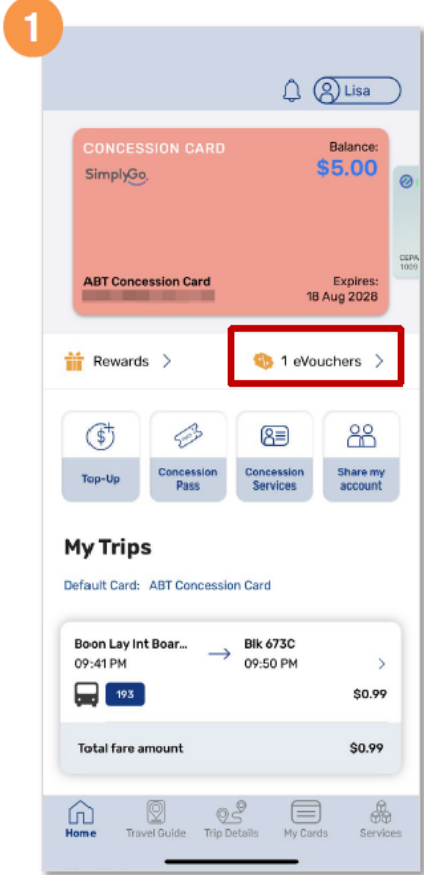 1
Lisa
CONCESSION CARD
Balance:
SimplyGo.
$5.00
ABT Concession Card
Expires:
18 Aug 2028
CEPA
1009
Rewards >
1 eVouchers >
Top-Up
Concession
Pass
Concession
Services
Share my
account
My Trips
Default Card: ABT Concession Card
Boon Lay Int Boar... → Blk 673C
09:41 PM
09:50 PM >
193
$0.99
Total fare amount
$0.99
Home
Travel Guide
Trip Details
My Cards
Services